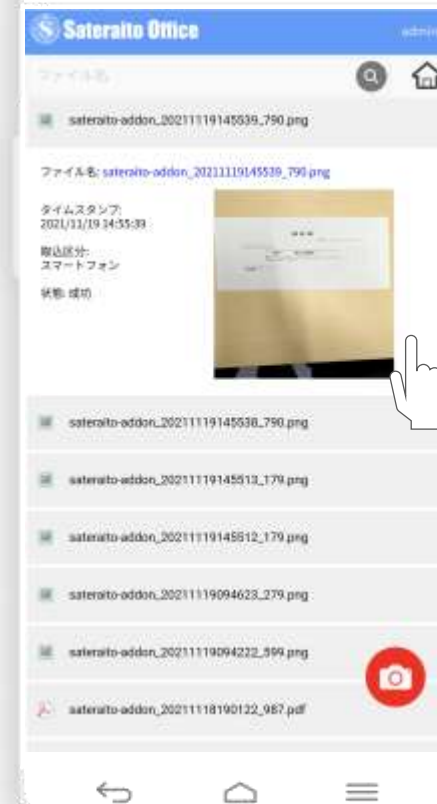 Sateraito Office
admin
ファイル名
sateraito-addon_20211119145539_790.png
ファイル名: sateraito-addon_20211119145539_790.png
タイムスタンプ:
2021/11/19 14:55:39
取込区分:
スマートフォン
状態: 成功
sateraito-addon_20211119145538_790.png
sateraito-addon_20211119145513_179.png
sateraito-addon_20211119145512_179.png
sateraito-addon_20211119094623_279.png
sateraito-addon_20211119094222_599.png
sateraito-addon_20211118190122_987.pdf